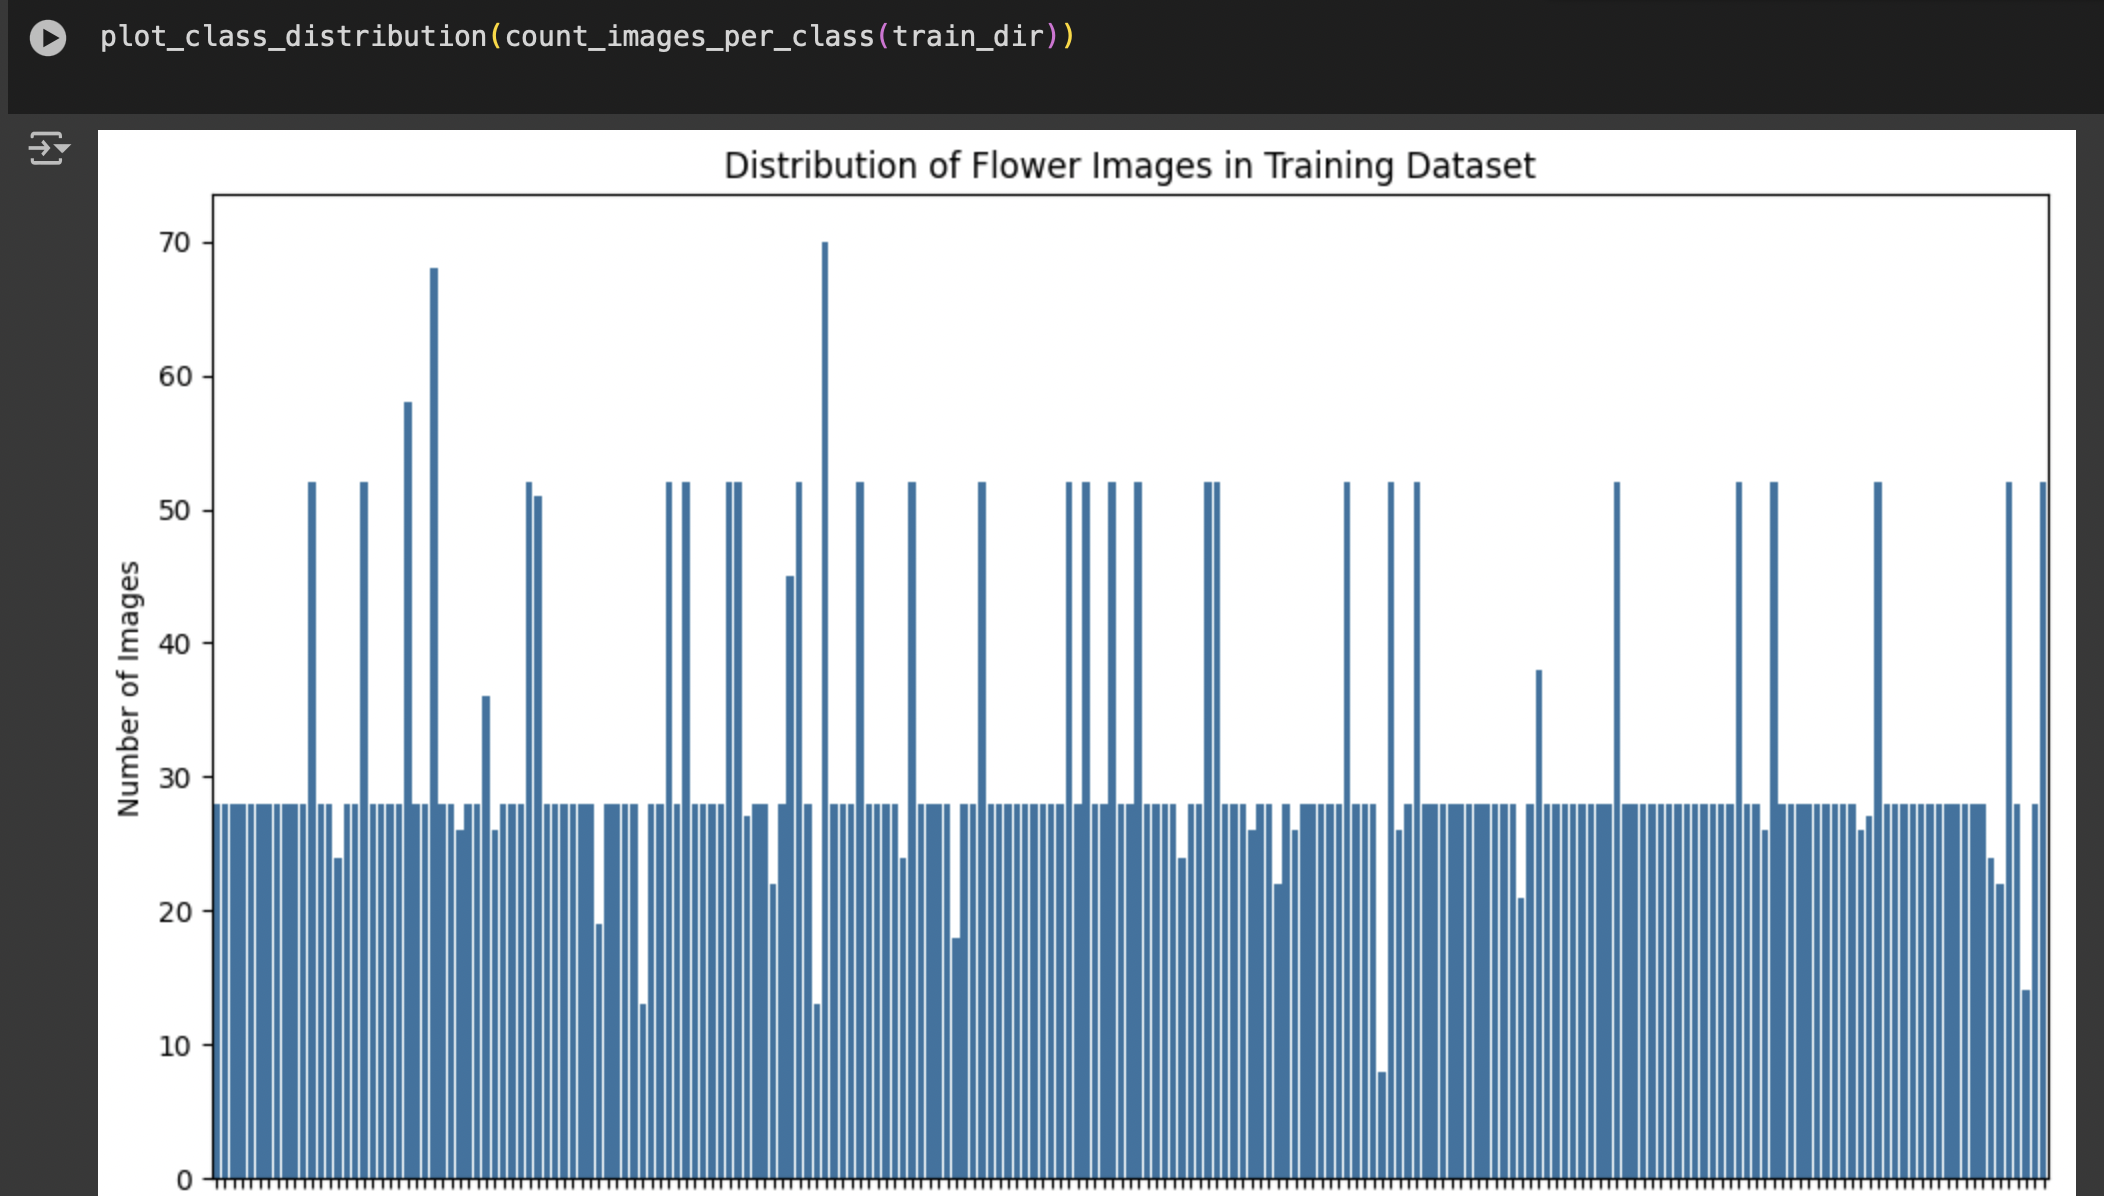 plot_class_distribution(count_images_per_class(train_dir))
Distribution of Flower Images in Training Dataset
70
60
50
40
30
20
10
0
Number of Images